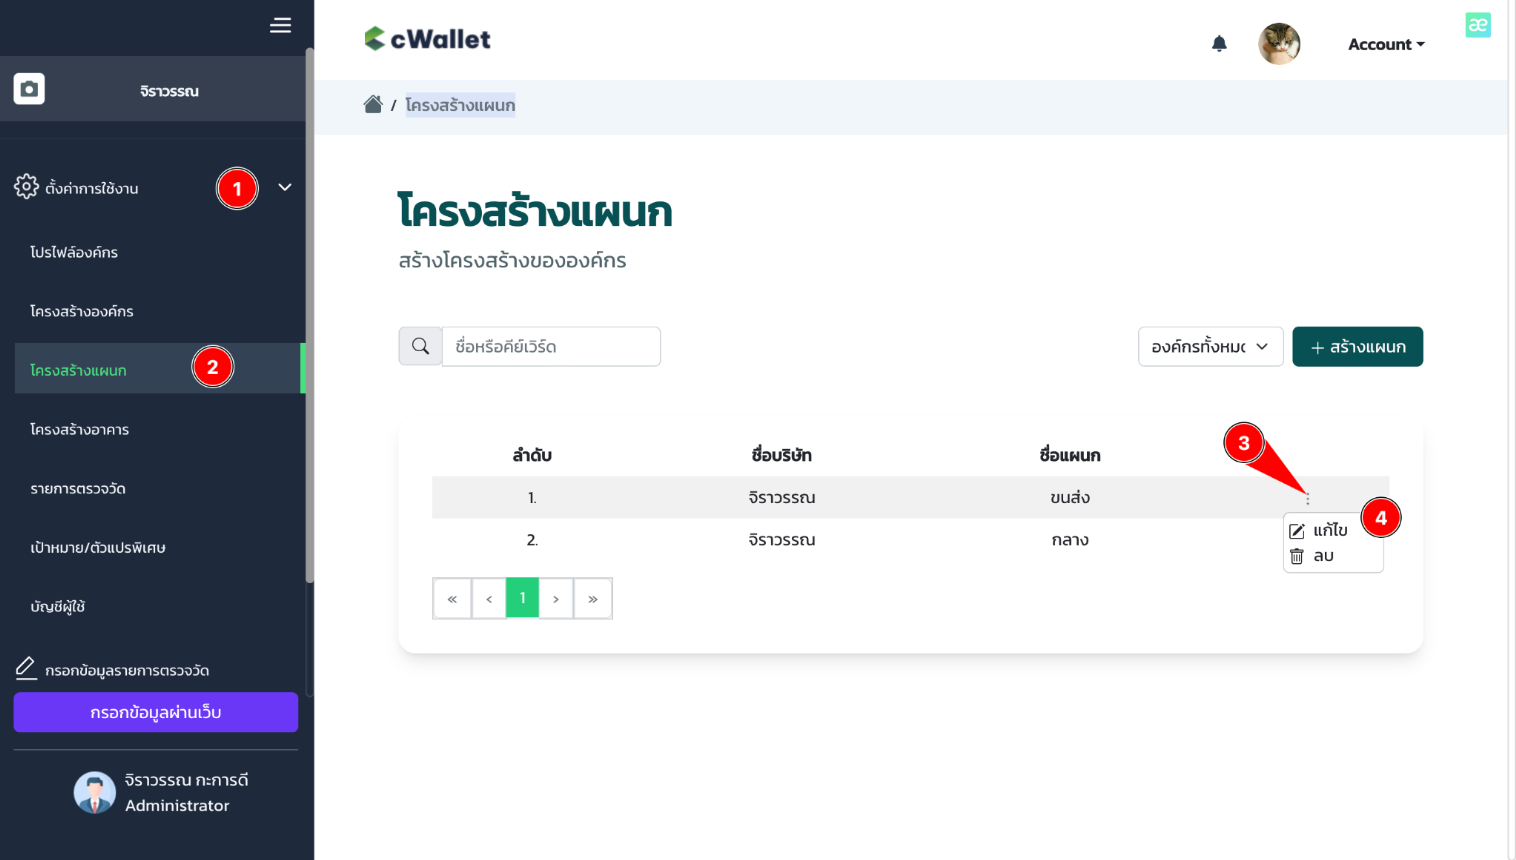 จิราวรรณ
ตั้งค่าการใช้งาน
1
โปรไฟล์องค์กร
โครงสร้างองค์กร
โครงสร้างแผนก
2
โครงสร้างอาคาร
รายการตรวจวัด
เป้าหมาย/ตัวแปรพิเศษ
บัญชีผู้ใช้
กรอกข้อมูลรายการตรวจวัด
กรอกข้อมูลผ่านเว็บ
จิราวรรณ กะการดี
Administrator
cWallet
Account
æ
/ โครงสร้างแผนก
โครงสร้างแผนก
สร้างโครงสร้างขององค์กร
ชื่อหรือคีย์เวิร์ด
องค์กรทั้งหมด
+ สร้างแผนก
ลำดับ ชื่อบริษัท ชื่อแผนก
3
1. จิราวรรณ ขนส่ง
4
แก้ไข
2. จิราวรรณ กลาง
ลบ
« ‹ 1 › »